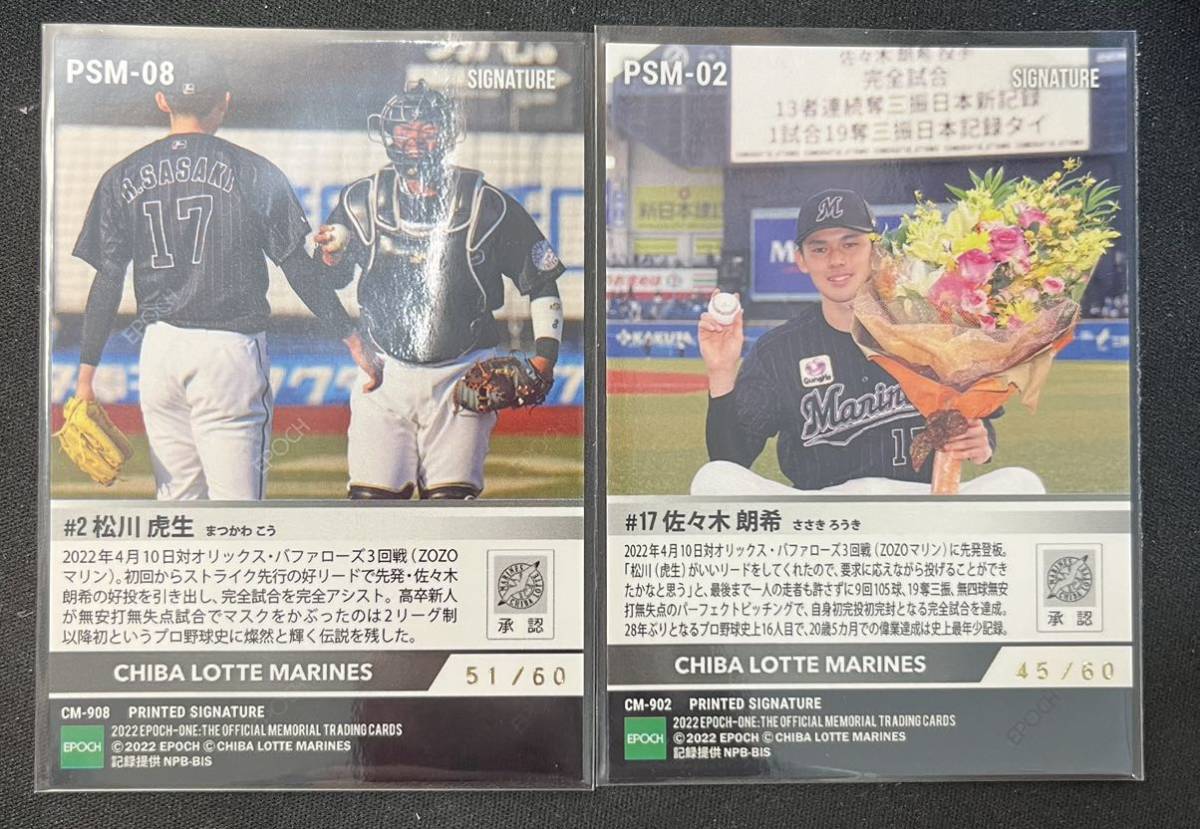 PSM-08
SIGNATURE
R.SASAKI
17
#2 松川 虎生 まつかわ こう
2022年4月10日対オリックス・バファローズ3回戦(ZOZO
マリン)。初回からストライク先行の好リードで先発・佐々木
朗希の好投を引き出し、完全試合を完全アシスト。高卒新人
が無安打無失点試合でマスクをかぶったのは2リーグ制
以降初というプロ野球史に燦然と輝く伝説を残した。
MARINES
CHIBA LOTTE
承認
CHIBA LOTTE MARINES
51/60
CM-908 PRINTED SIGNATURE
EPOCH
2022 EPOCH-ONE:THE OFFICIAL MEMORIAL TRADING CARDS
©2022 EPOCH ©CHIBA LOTTE MARINES
記録提供 NPB-BIS
PSM-02
SIGNATURE
佐々木 朗希 投手
完全試合
13者連続奪三振日本新記録
1試合19奪三振日本記録タイ
新日本建設
KAKUTA
M
GungHo
Marin
1
#17 佐々木 朗希 ささき ろうき
2022年4月10日対オリックス・バファローズ3回戦(ZOZOマリン)に先発登板。
「松川(虎生)がいいリードをしてくれたので、要求に応えながら投げることができ
たかなと思う」と、最後まで一人の走者も許さずに9回105球、19奪三振、無四球無安
打無失点のパーフェクトピッチングで、自身初完投初完封となる完全試合を達成。
28年ぶりとなるプロ野球史上16人目で、20歳5カ月での偉業達成は史上最年少記録。
MARINES
CHIBA LOTTE
承認
CHIBA LOTTE MARINES
45/60
CM-902 PRINTED SIGNATURE
EPOCH
2022 EPOCH-ONE:THE OFFICIAL MEMORIAL TRADING CARDS
©2022 EPOCH ©CHIBA LOTTE MARINES
記録提供 NPB-BIS